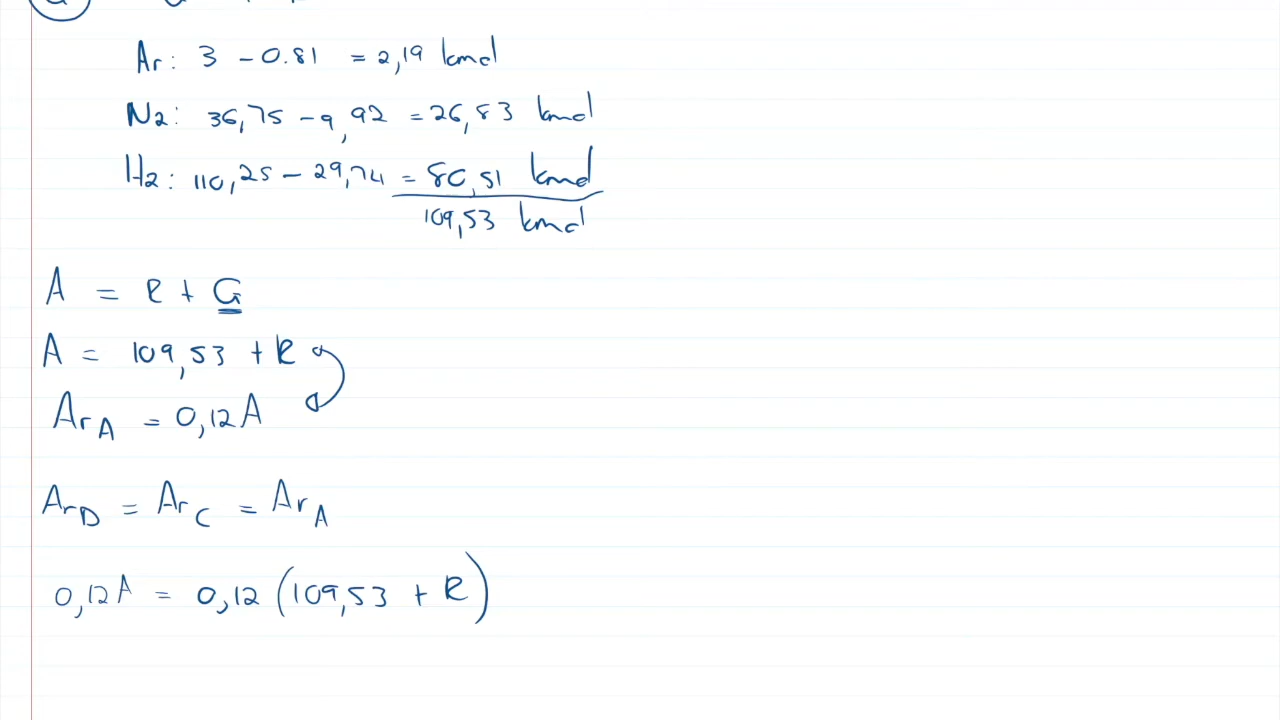 Ar: 3 - 0.81 = 2,19 kmol
N2: 36,75 - 9,92 = 26,83 kmol
H2: 110,25 - 29,74 = 80,51 kmol
109,53 kmol
A = R + G
A = 109,53 + R
ArA = 0,12A
ArD = ArC = ArA
0,12A = 0,12 (109,53 + R)